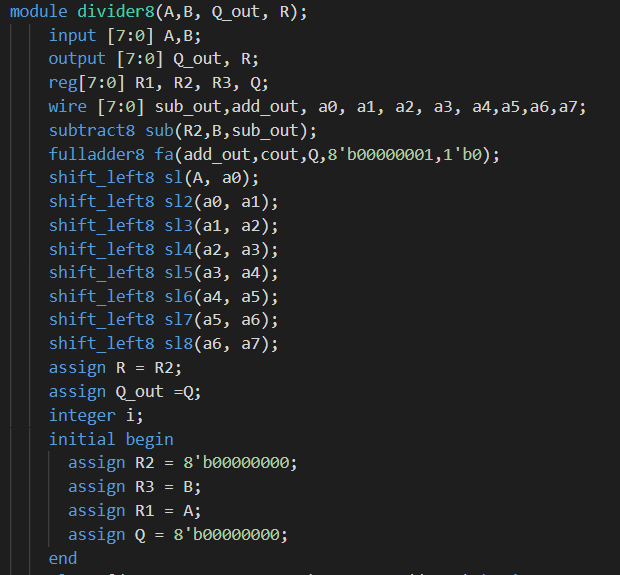 module divider8(A,B, Q_out, R);
input [7:0] A,B;
output [7:0] Q_out, R;
reg[7:0] R1, R2, R3, Q;
wire [7:0] sub_out,add_out, a0, a1, a2, a3, a4,a5,a6,a7;
subtract8 sub(R2,B,sub_out);
fulladder8 fa(add_out,cout,Q,8'b00000001,1'b0);
shift_left8 sl(A, a0);
shift_left8 sl2(a0, a1);
shift_left8 sl3(a1, a2);
shift_left8 sl4(a2, a3);
shift_left8 sl5(a3, a4);
shift_left8 sl6(a4, a5);
shift_left8 sl7(a5, a6);
shift_left8 sl8(a6, a7);
assign R = R2;
assign Q_out =Q;
integer i;
initial begin
assign R2 = 8'b00000000;
assign R3 = B;
assign R1 = A;
assign Q = 8'b00000000;
end